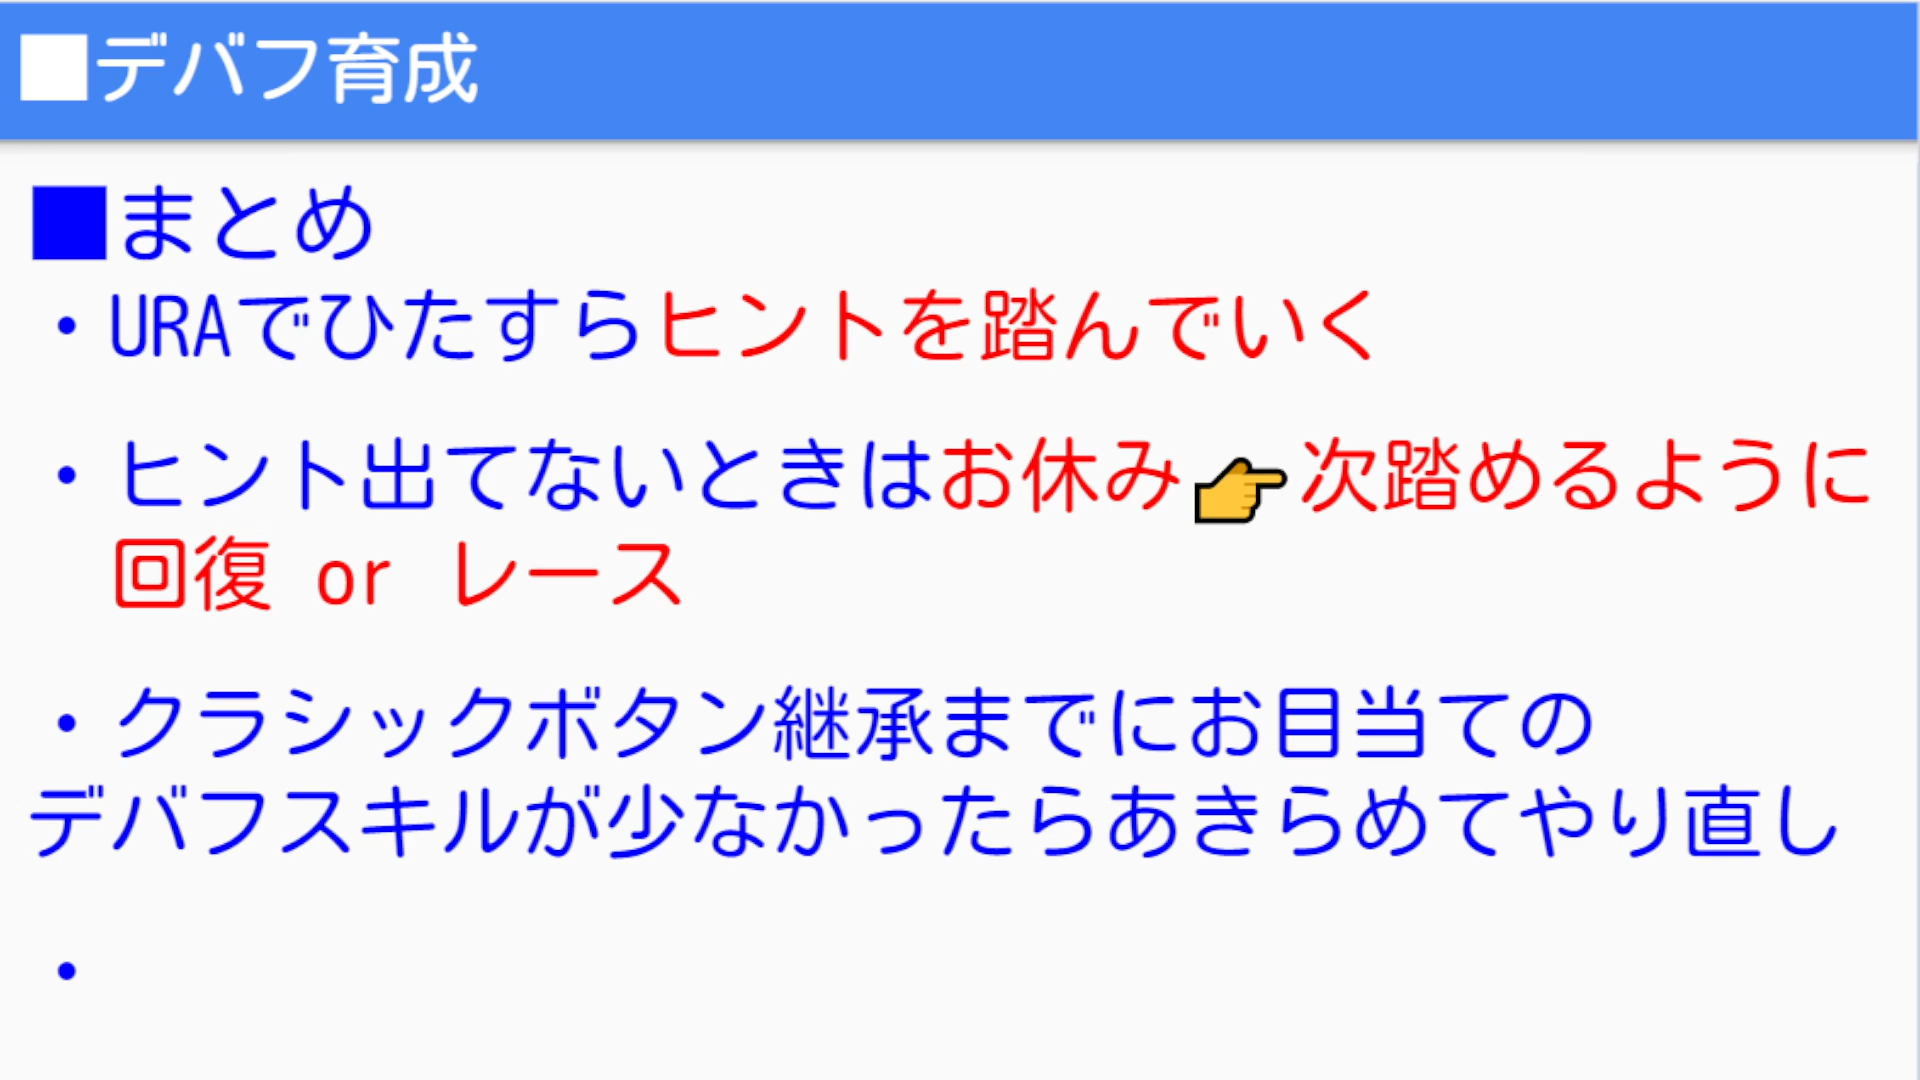 ■デバフ育成
■まとめ
・URAでひたすらヒントを踏んでいく
・ヒント出てないときはお休み👉次踏めるように
回復 or レース
・クラシックボタン継承までにお目当ての
デバフスキルが少なかったらあきらめてやり直し
・